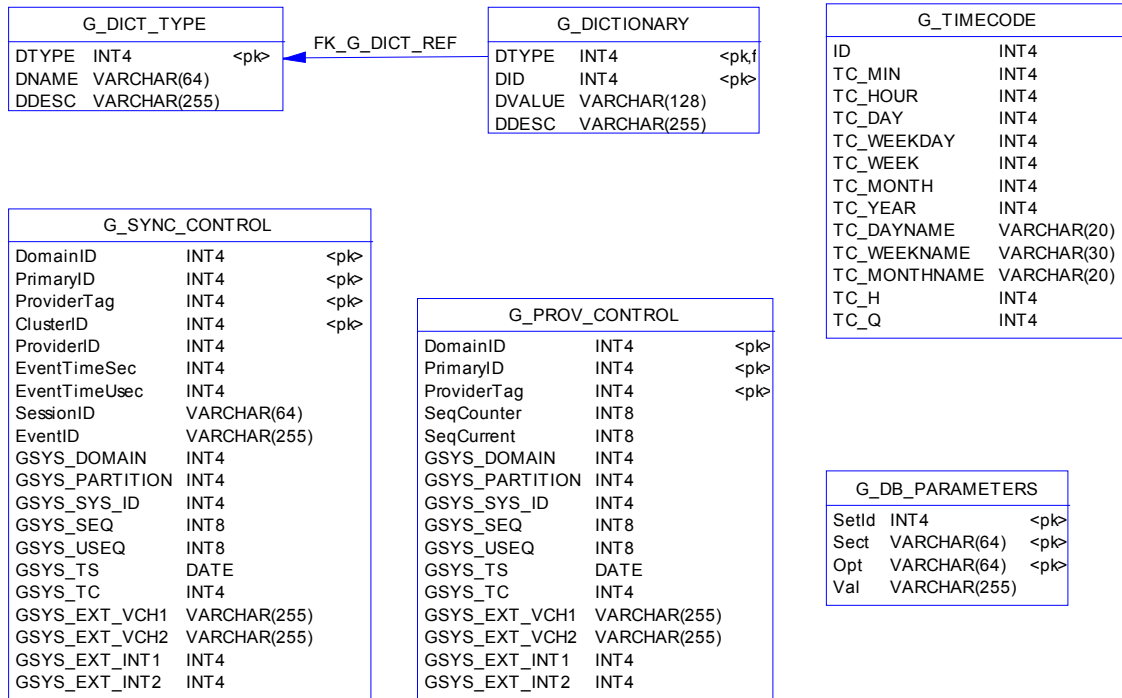 G_DICT_TYPE
DTYPE INT4 <pk>
DNAME VARCHAR(64)
DDESC VARCHAR(255)
FK_G_DICT_REF
G_DICTIONARY
DTYPE INT4 <pk,f
DID INT4 <pk>
DVALUE VARCHAR(128)
DDESC VARCHAR(255)
G_TIMECODE
ID INT4
TC_MIN INT4
TC_HOUR INT4
TC_DAY INT4
TC_WEEKDAY INT4
TC_WEEK INT4
TC_MONTH INT4
TC_YEAR INT4
TC_DAYNAME VARCHAR(20)
TC_WEEKNAME VARCHAR(30)
TC_MONTHNAME VARCHAR(20)
TC_H INT4
TC_Q INT4
G_SYNC_CONTROL
DomainID INT4 <pk>
PrimaryID INT4 <pk>
ProviderTag INT4 <pk>
ClusterID INT4 <pk>
ProviderID INT4
EventTimeSec INT4
EventTimeUsec INT4
SessionID VARCHAR(64)
EventID VARCHAR(255)
GSYS_DOMAIN INT4
GSYS_PARTITION INT4
GSYS_SYS_ID INT4
GSYS_SEQ INT8
GSYS_USEQ INT8
GSYS_TS DATE
GSYS_TC INT4
GSYS_EXT_VCH1 VARCHAR(255)
GSYS_EXT_VCH2 VARCHAR(255)
GSYS_EXT_INT1 INT4
GSYS_EXT_INT2 INT4
G_PROV_CONTROL
DomainID INT4 <pk>
PrimaryID INT4 <pk>
ProviderTag INT4 <pk>
SeqCounter INT8
SeqCurrent INT8
GSYS_DOMAIN INT4
GSYS_PARTITION INT4
GSYS_SYS_ID INT4
GSYS_SEQ INT8
GSYS_USEQ INT8
GSYS_TS DATE
GSYS_TC INT4
GSYS_EXT_VCH1 VARCHAR(255)
GSYS_EXT_VCH2 VARCHAR(255)
GSYS_EXT_INT1 INT4
GSYS_EXT_INT2 INT4
G_DB_PARAMETERS
SetId INT4 <pk>
Sect VARCHAR(64) <pk>
Opt VARCHAR(64) <pk>
Val VARCHAR(255)